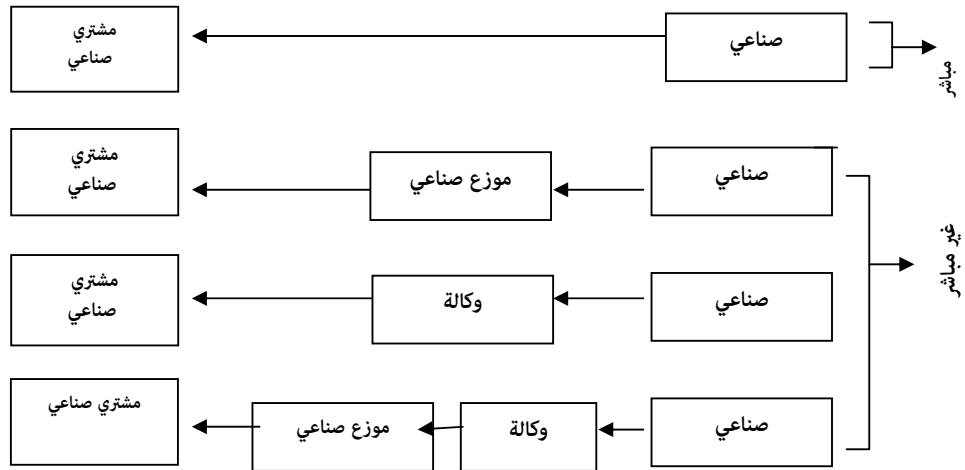 صناعي
مشتري
صناعي
مباشر
صناعي
موزع صناعي
مشتري
صناعي
غير مباشر
صناعي
وكالة
مشتري
صناعي
صناعي
وكالة
موزع صناعي
مشتري صناعي